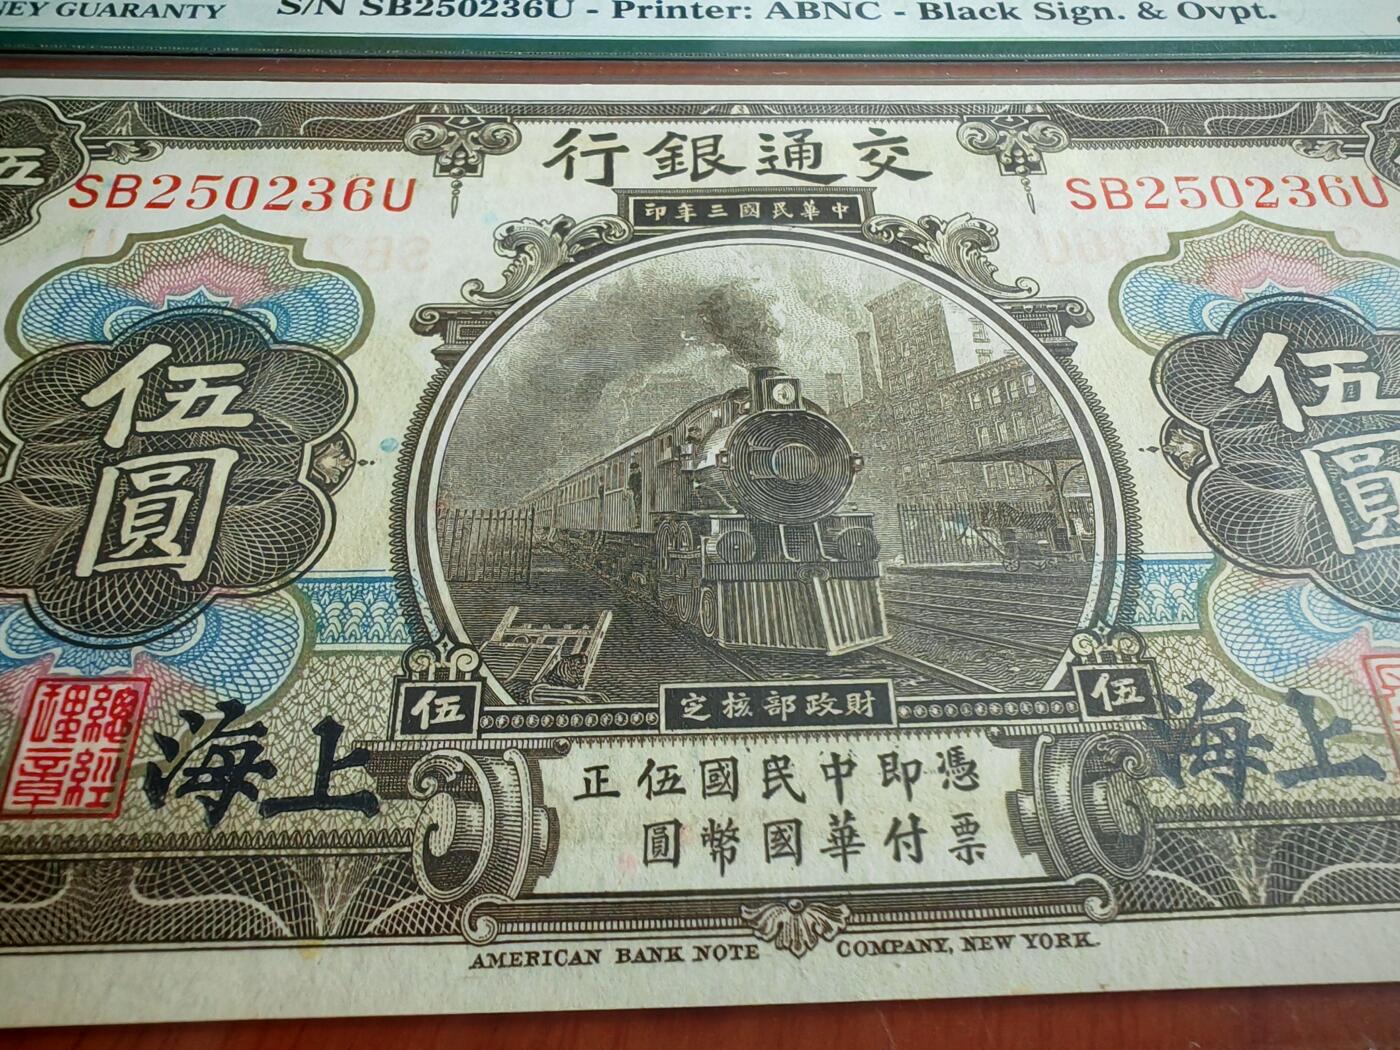 NEY GUARANTY
S/N SB250236U - Printer: ABNC - Black Sign. & Ovpt.
五
行銀通交
SB250236U
SB250236U
印年三國民華中
伍圓
伍圓
伍
定核部政財
伍
總經
理章
海上
海上
正伍國民中即憑
圓幣國華付票
AMERICAN BANK NOTE COMPANY, NEW YORK.